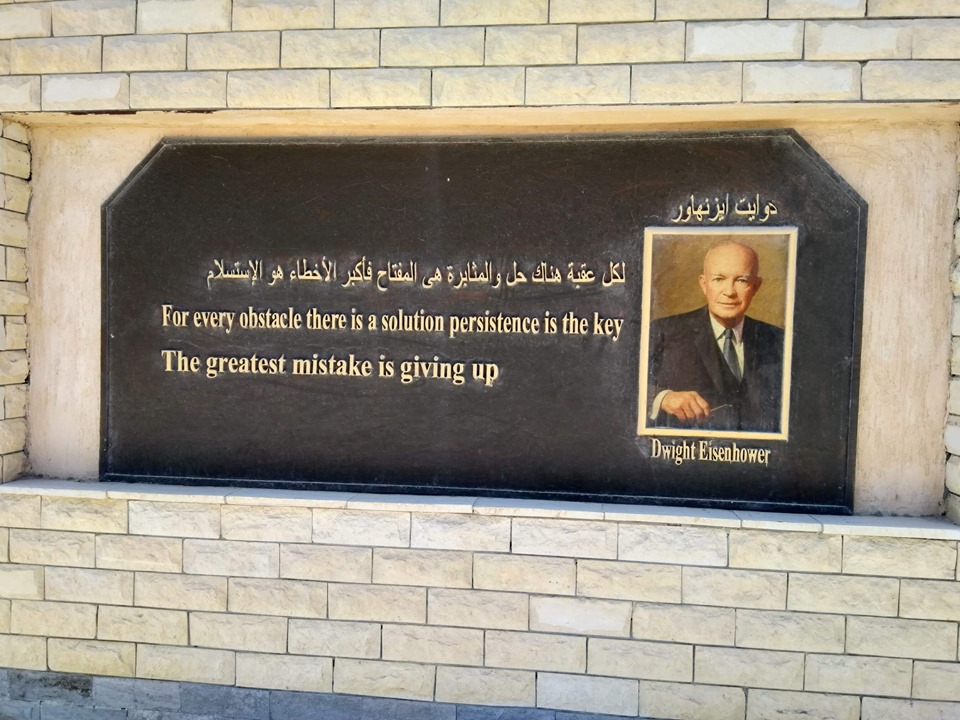 دوايت ايزنهاور
لكل عقبة هناك حل والمثابرة هى المفتاح فأكبر الأخطاء هو الإستسلام
For every obstacle there is a solution persistence is the key
The greatest mistake is giving up
Dwight Eisenhower